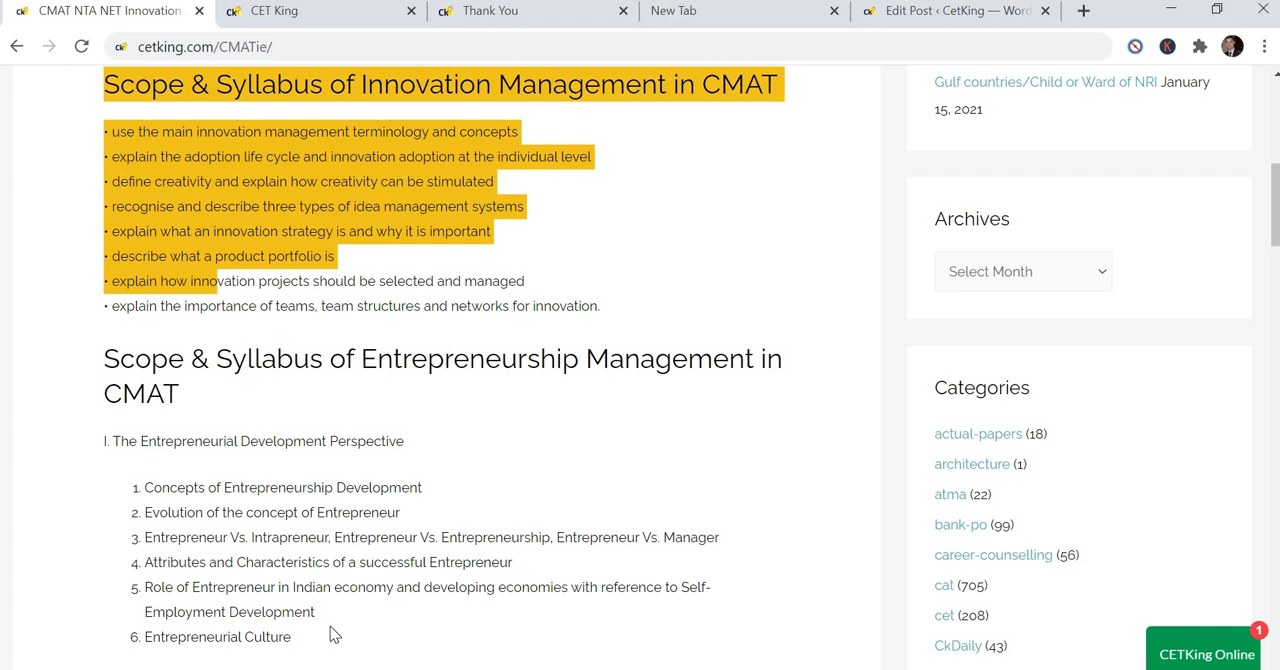 CMAT NTA NET Innovation
CET King
Thank You
New Tab
Edit Post ‹ CetKing — Word
cetking.com/CMATie/
Scope & Syllabus of Innovation Management in CMAT
• use the main innovation management terminology and concepts
• explain the adoption life cycle and innovation adoption at the individual level
• define creativity and explain how creativity can be stimulated
• recognise and describe three types of idea management systems
• explain what an innovation strategy is and why it is important
• describe what a product portfolio is
• explain how innovation projects should be selected and managed
• explain the importance of teams, team structures and networks for innovation.
Scope & Syllabus of Entrepreneurship Management in
CMAT
I. The Entrepreneurial Development Perspective
1. Concepts of Entrepreneurship Development
2. Evolution of the concept of Entrepreneur
3. Entrepreneur Vs. Intrapreneur, Entrepreneur Vs. Entrepreneurship, Entrepreneur Vs. Manager
4. Attributes and Characteristics of a successful Entrepreneur
5. Role of Entrepreneur in Indian economy and developing economies with reference to Self-
Employment Development
6. Entrepreneurial Culture
Gulf countries/Child or Ward of NRI January
15, 2021
Archives
Select Month
Categories
actual-papers (18)
architecture (1)
atma (22)
bank-po (99)
career-counselling (56)
cat (705)
cet (208)
CkDaily (43)
1
CETKing Online